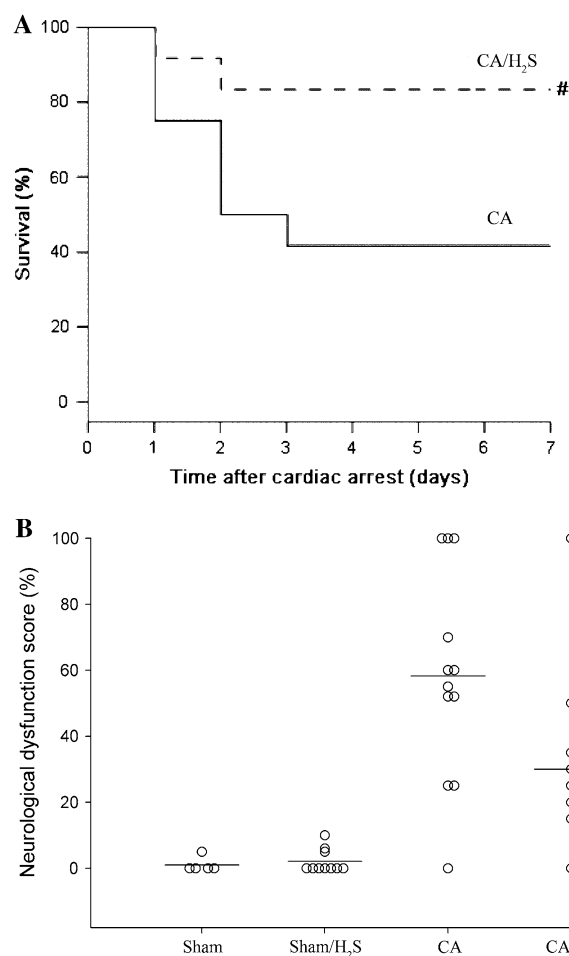 A
100
80
60
40
20
0
Survival (%)
CA/H₂S
#
CA
0 1 2 3 4 5 6 7
Time after cardiac arrest (days)
B
100
80
60
40
20
0
Neurological dysfunction score (%)
Sham Sham/H₂S CA CA